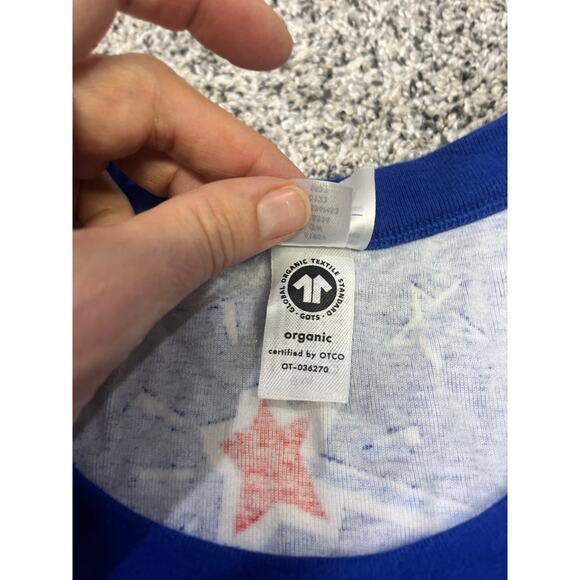 GLOBAL ORGANIC TEXTILE STANDARD
· GOTS ·
organic
certified by OTCO
OT-036270